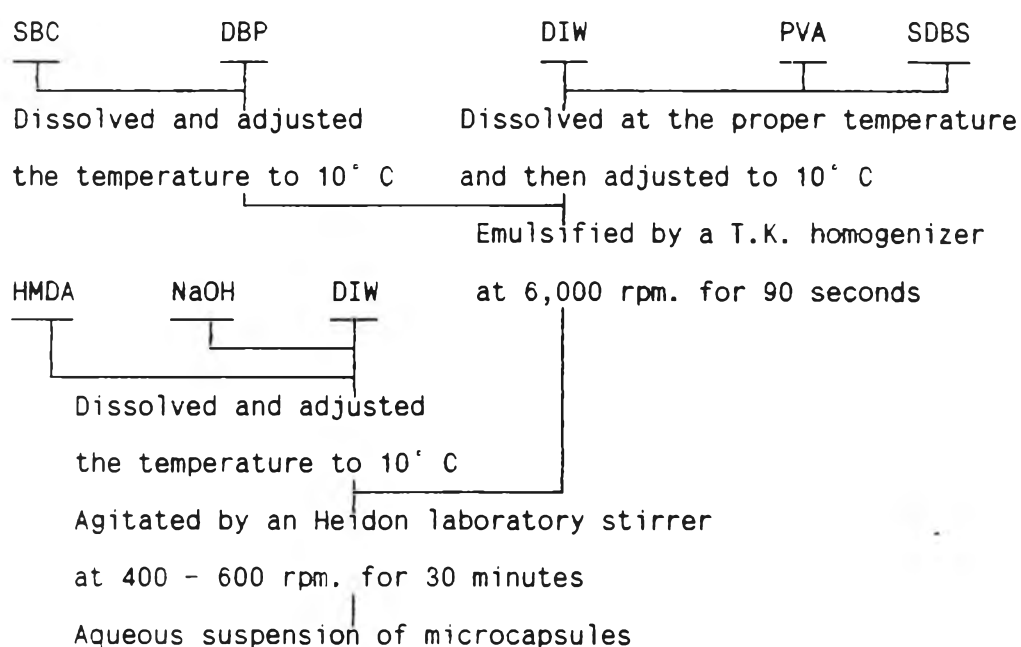 SBC DBP DIW PVA SDBS
Dissolved and adjusted Dissolved at the proper temperature
the temperature to 10° C and then adjusted to 10° C
Emulsified by a T.K. homogenizer
HMDA NaOH DIW at 6,000 rpm. for 90 seconds
Dissolved and adjusted
the temperature to 10° C
Agitated by an Heidon laboratory stirrer
at 400 - 600 rpm. for 30 minutes
Aqueous suspension of microcapsules